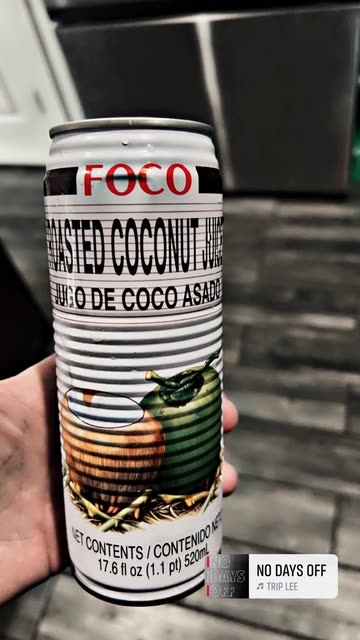 FOCO
ROASTED COCONUT JUICE
JUGO DE COCO ASADO
NET CONTENTS / CONTENIDO NETO
17.6 fl oz (1.1 pt) 520mL
NO
DAYS
OFF
NO DAYS OFF
TRIP LEE